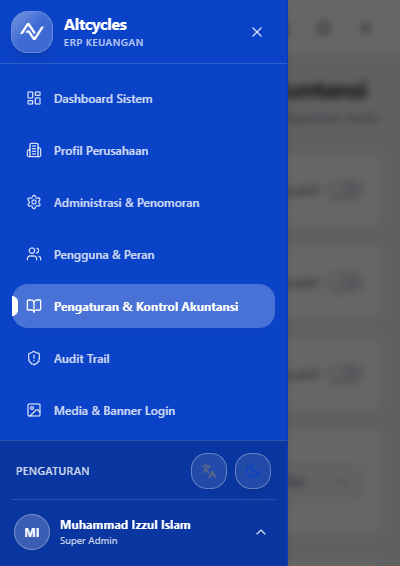 Altcycles
ERP KEUANGAN
Dashboard Sistem
Profil Perusahaan
Administrasi & Penomoran
Pengguna & Peran
Pengaturan & Kontrol Akuntansi
Audit Trail
Media & Banner Login
PENGATURAN
MI
Muhammad Izzul Islam
Super Admin